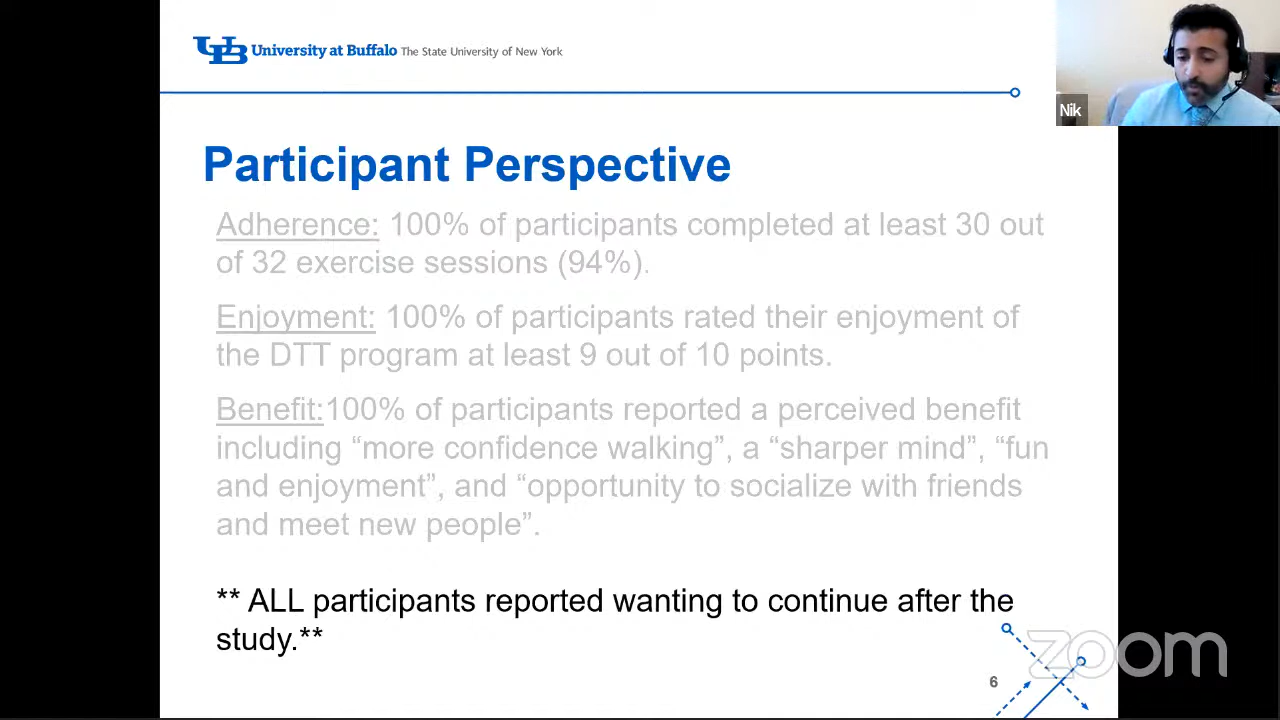 University at Buffalo The State University of New York
Nik
Participant Perspective
Adherence: 100% of participants completed at least 30 out
of 32 exercise sessions (94%).
Enjoyment: 100% of participants rated their enjoyment of
the DTT program at least 9 out of 10 points.
Benefit:100% of participants reported a perceived benefit
including “more confidence walking”, a “sharper mind”, “fun
and enjoyment”, and “opportunity to socialize with friends
and meet new people”.
** ALL participants reported wanting to continue after the
study.**
zoom
6